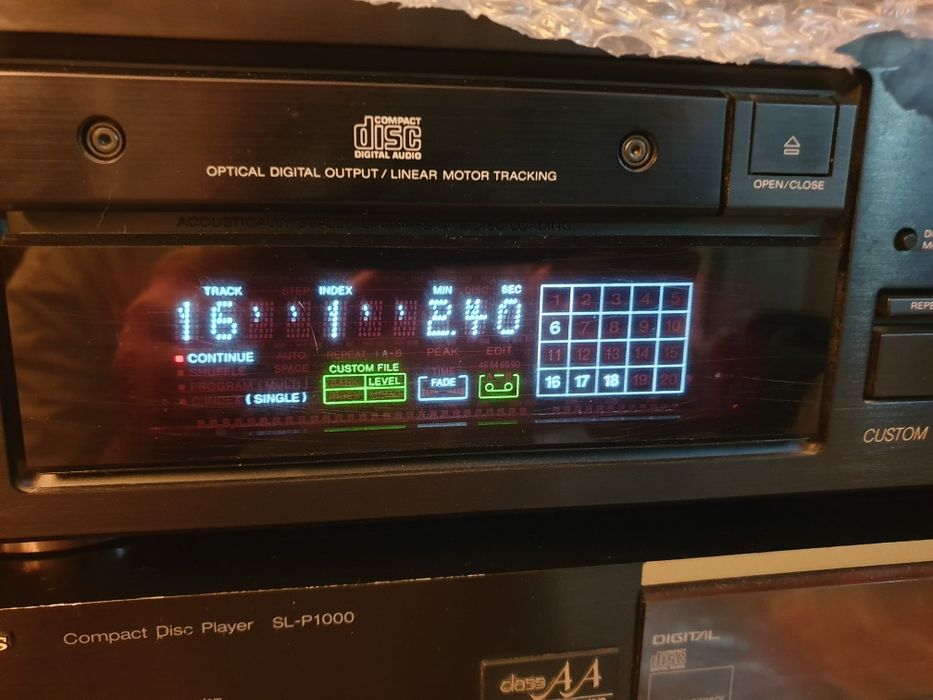 COMPACT
disc
DIGITAL AUDIO
OPTICAL DIGITAL OUTPUT / LINEAR MOTOR TRACKING
OPEN/CLOSE
TRACK STEP INDEX MIN DISC SEC
16 1 2.40
1 2 3 4 5
6 7 8 9 10
11 12 13 14 15
16 17 18 19 20
CONTINUE AUTO REPEAT 1 A-B PEAK EDIT
SHUFFLE SPACE CUSTOM FILE TIME
PROGRAM (MULTI) LEVEL FADE
C.INDEX (SINGLE)
REPE
CUSTOM
Compact Disc Player SL-P1000
class AA
DIGITAL
disc